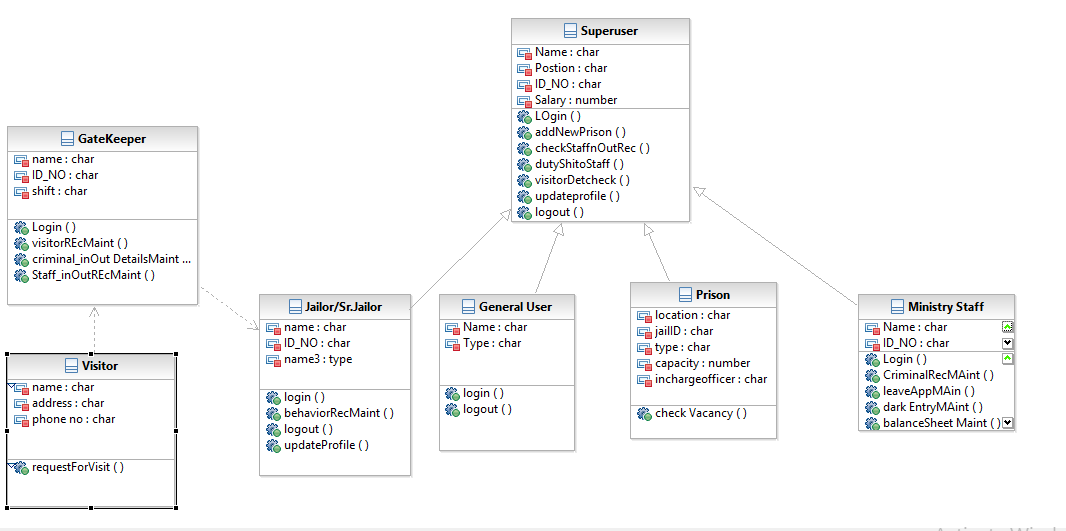 Superuser
Name : char
Postion : char
ID_NO : char
Salary : number
LOgin ( )
addNewPrison ( )
checkStaffnOutRec ( )
dutyShitoStaff ( )
visitorDetcheck ( )
updateprofile ( )
logout ( )
GateKeeper
name : char
ID_NO : char
shift : char
Login ( )
visitorREcMaint ( )
criminal_inOut DetailsMaint ...
Staff_inOutREcMaint ( )
Visitor
name : char
address : char
phone no : char
requestForVisit ( )
Jailor/Sr.Jailor
name : char
ID_NO : char
name3 : type
login ( )
behaviorRecMaint ( )
logout ( )
updateProfile ( )
General User
Name : char
Type : char
login ( )
logout ( )
Prison
location : char
jailID : char
type : char
capacity : number
inchargeofficer : char
check Vacancy ( )
Ministry Staff
Name : char
ID_NO : char
Login ( )
CriminalRecMAint ( )
leaveAppMAin ( )
dark EntryMAint ( )
balanceSheet Maint ( )